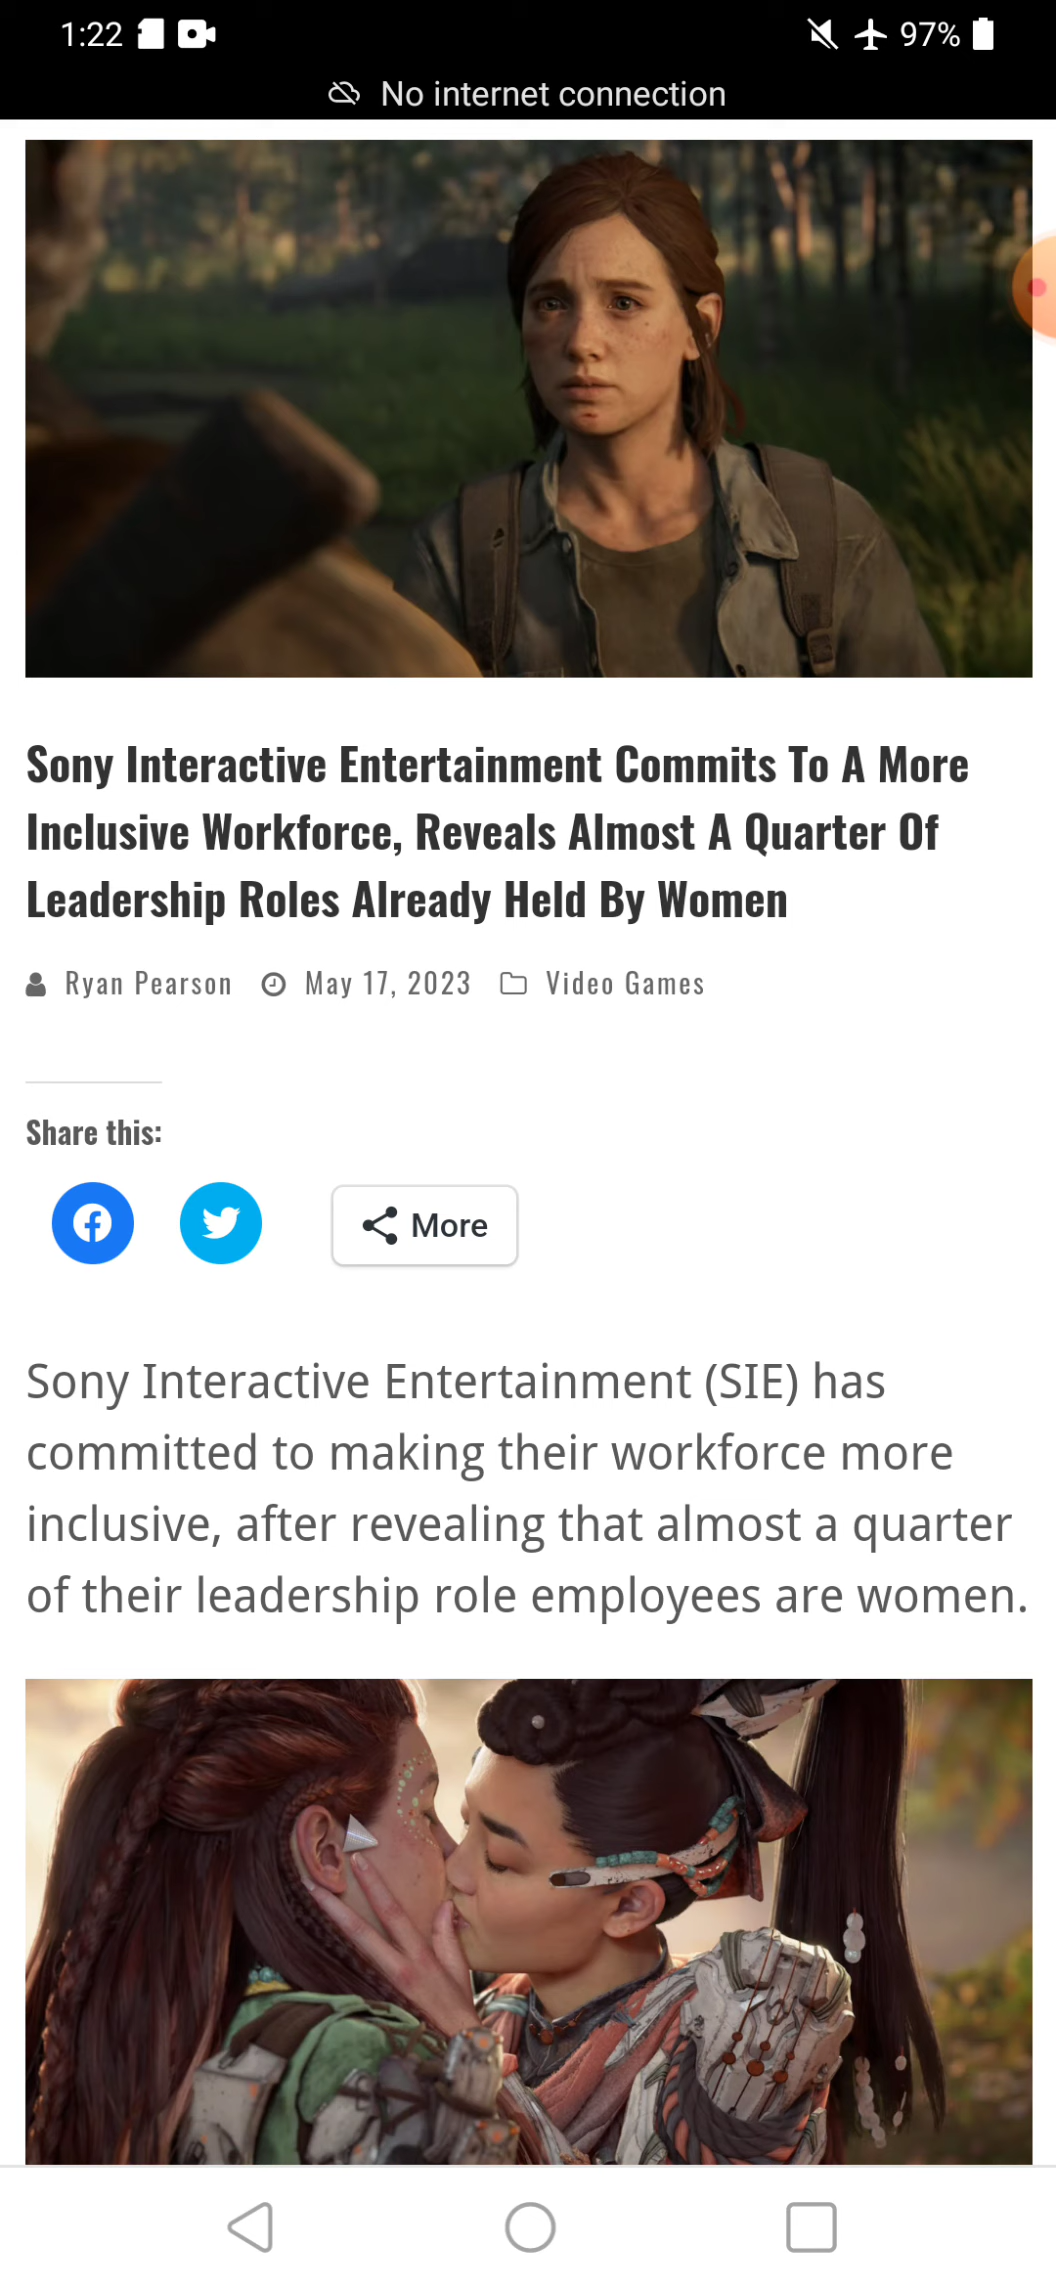 1:22
97%
No internet connection
Sony Interactive Entertainment Commits To A More
Inclusive Workforce, Reveals Almost A Quarter Of
Leadership Roles Already Held By Women
Ryan Pearson May 17, 2023 Video Games
Share this:
More
Sony Interactive Entertainment (SIE) has
committed to making their workforce more
inclusive, after revealing that almost a quarter
of their leadership role employees are women.